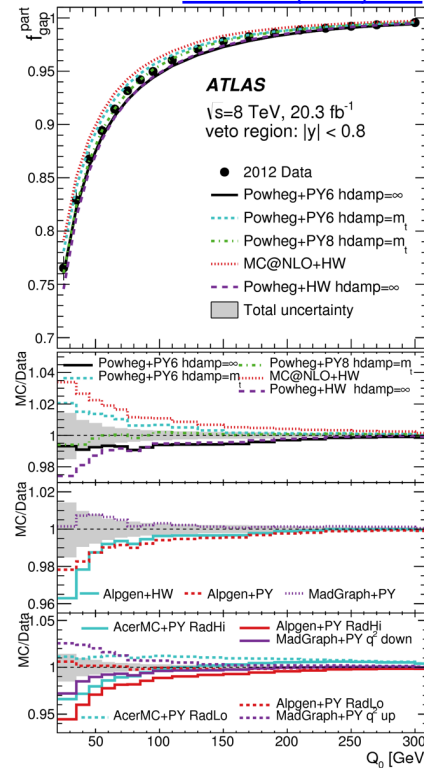 f_gap^part
1
0.95
0.9
0.85
0.8
0.75
0.7
ATLAS
√s=8 TeV, 20.3 fb⁻¹
veto region: |y| < 0.8
2012 Data
Powheg+PY6 hdamp=∞
Powheg+PY6 hdamp=m_t
Powheg+PY8 hdamp=m_t
MC@NLO+HW
Powheg+HW hdamp=∞
Total uncertainty
MC/Data
1.04
1.02
1
0.98
Powheg+PY6 hdamp=∞
Powheg+PY8 hdamp=m_t
Powheg+PY6 hdamp=m_t
MC@NLO+HW
Powheg+HW hdamp=∞
MC/Data
1.02
1
0.98
0.96
Alpgen+HW
Alpgen+PY
MadGraph+PY
MC/Data
1.05
1
0.95
AcerMC+PY RadHi
Alpgen+PY RadHi
MadGraph+PY q² down
Alpgen+PY RadLo
AcerMC+PY RadLo
MadGraph+PY q² up
50 100 150 200 250 300
Q_0 [GeV